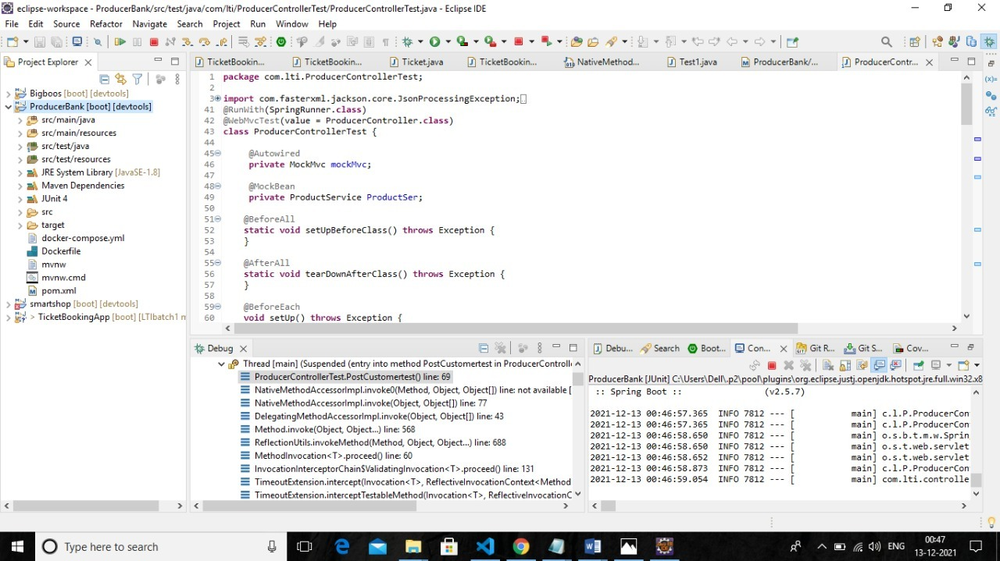 eclipse-workspace - ProducerBank/src/test/java/com/lti/ProducerControllerTest/ProducerControllerTest.java - Eclipse IDE
File Edit Source Refactor Navigate Search Project Run Window Help
Project Explorer
Bigboos [boot] [devtools]
ProducerBank [boot] [devtools]
src/main/java
src/main/resources
src/test/java
src/test/resources
JRE System Library [JavaSE-1.8]
Maven Dependencies
JUnit 4
src
target
docker-compose.yml
Dockerfile
mvnw
mvnw.cmd
pom.xml
smartshop [boot] [devtools]
> TicketBookingApp [boot] [LTIbatch1 m
TicketBookin... TicketBookin... Ticket.java TicketBookin... NativeMethod... Test1.java ProducerBank/... ProducerContr...
1 package com.lti.ProducerControllerTest;
2
3 import com.fasterxml.jackson.core.JsonProcessingException;
41 @RunWith(SpringRunner.class)
42 @WebMvcTest(value = ProducerController.class)
43 class ProducerControllerTest {
44
45 @Autowired
46 private MockMvc mockMvc;
47
48 @MockBean
49 private ProductService ProductSer;
50
51 @BeforeAll
52 static void setUpBeforeClass() throws Exception {
53 }
54
55 @AfterAll
56 static void tearDownAfterClass() throws Exception {
57 }
58
59 @BeforeEach
60 void setUp() throws Exception {
Debug
Thread [main] (Suspended (entry into method PostCustomertest in ProducerControll
ProducerControllerTest.PostCustomertest() line: 69
NativeMethodAccessorImpl.invoke0(Method, Object, Object[]) line: not available [
NativeMethodAccessorImpl.invoke(Object, Object[]) line: 77
DelegatingMethodAccessorImpl.invoke(Object, Object[]) line: 43
Method.invoke(Object, Object...) line: 568
ReflectionUtils.invokeMethod(Method, Object, Object...) line: 688
MethodInvocation<T>.proceed() line: 60
InvocationInterceptorChain$ValidatingInvocation<T>.proceed() line: 131
TimeoutExtension.intercept(Invocation<T>, ReflectiveInvocationContext<Method
TimeoutExtension.interceptTestableMethod(Invocation<T>, ReflectiveInvocationC
Debu... Search Boot... Con... Git R... Git S... Cov...
ProducerBank [JUnit] C:\Users\Dell\.p2\pool\plugins\org.eclipse.justj.openjdk.hotspot.jre.full.win32.x8
:: Spring Boot :: (v2.5.7)
2021-12-13 00:46:57.365 INFO 7812 --- [ main] c.l.P.ProducerCon
2021-12-13 00:46:57.365 INFO 7812 --- [ main] c.l.P.ProducerCon
2021-12-13 00:46:58.650 INFO 7812 --- [ main] o.s.b.t.m.w.Sprin
2021-12-13 00:46:58.650 INFO 7812 --- [ main] o.s.t.web.servlet
2021-12-13 00:46:58.652 INFO 7812 --- [ main] o.s.t.web.servlet
2021-12-13 00:46:58.873 INFO 7812 --- [ main] c.l.P.ProducerCon
2021-12-13 00:46:59.054 INFO 7812 --- [ main] com.lti.controlle
Type here to search
ENG
00:47
13-12-2021